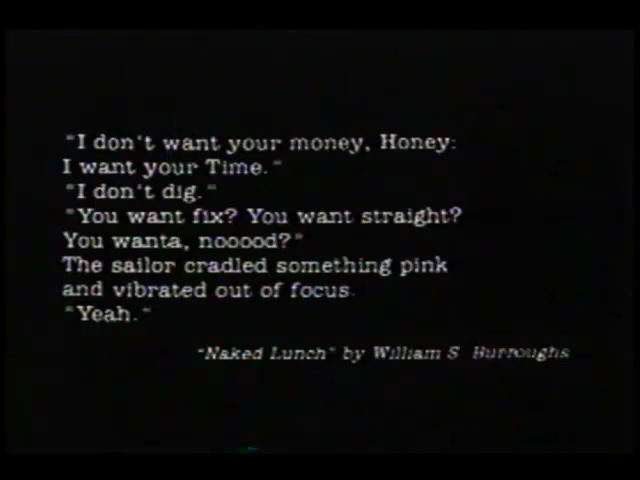 "I don't want your money, Honey:
I want your Time."
"I don't dig."
"You want fix? You want straight?
You wanta, nooood?"
The sailor cradled something pink
and vibrated out of focus.
"Yeah."
"Naked Lunch" by William S Burroughs